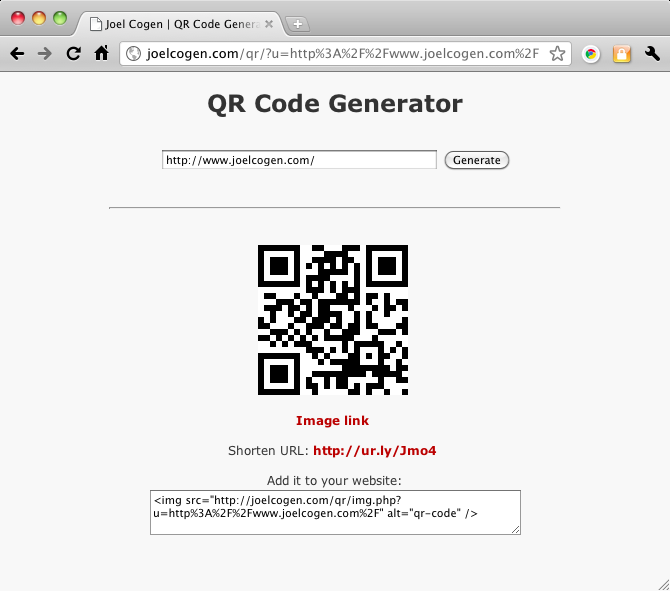 Joel Cogen | QR Code Genera
joelcogen.com/qr/?u=http%3A%2F%2Fwww.joelcogen.com%2F
QR Code Generator
http://www.joelcogen.com/ Generate
Image link
Shorten URL: http://ur.ly/Jmo4
Add it to your website:
<img src="http://joelcogen.com/qr/img.php?
u=http%3A%2F%2Fwww.joelcogen.com%2F" alt="qr-code" />